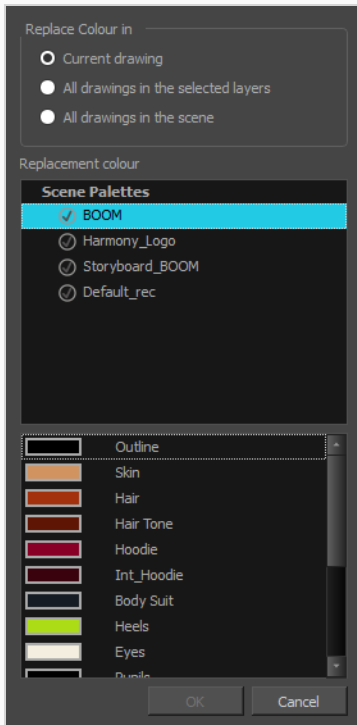 Replace Colour in
Current drawing
All drawings in the selected layers
All drawings in the scene
Replacement colour
Scene Palettes
BOOM
Harmony_Logo
Storyboard_BOOM
Default_rec
Outline
Skin
Hair
Hair Tone
Hoodie
Int_Hoodie
Body Suit
Heels
Eyes
Pupils
OK
Cancel